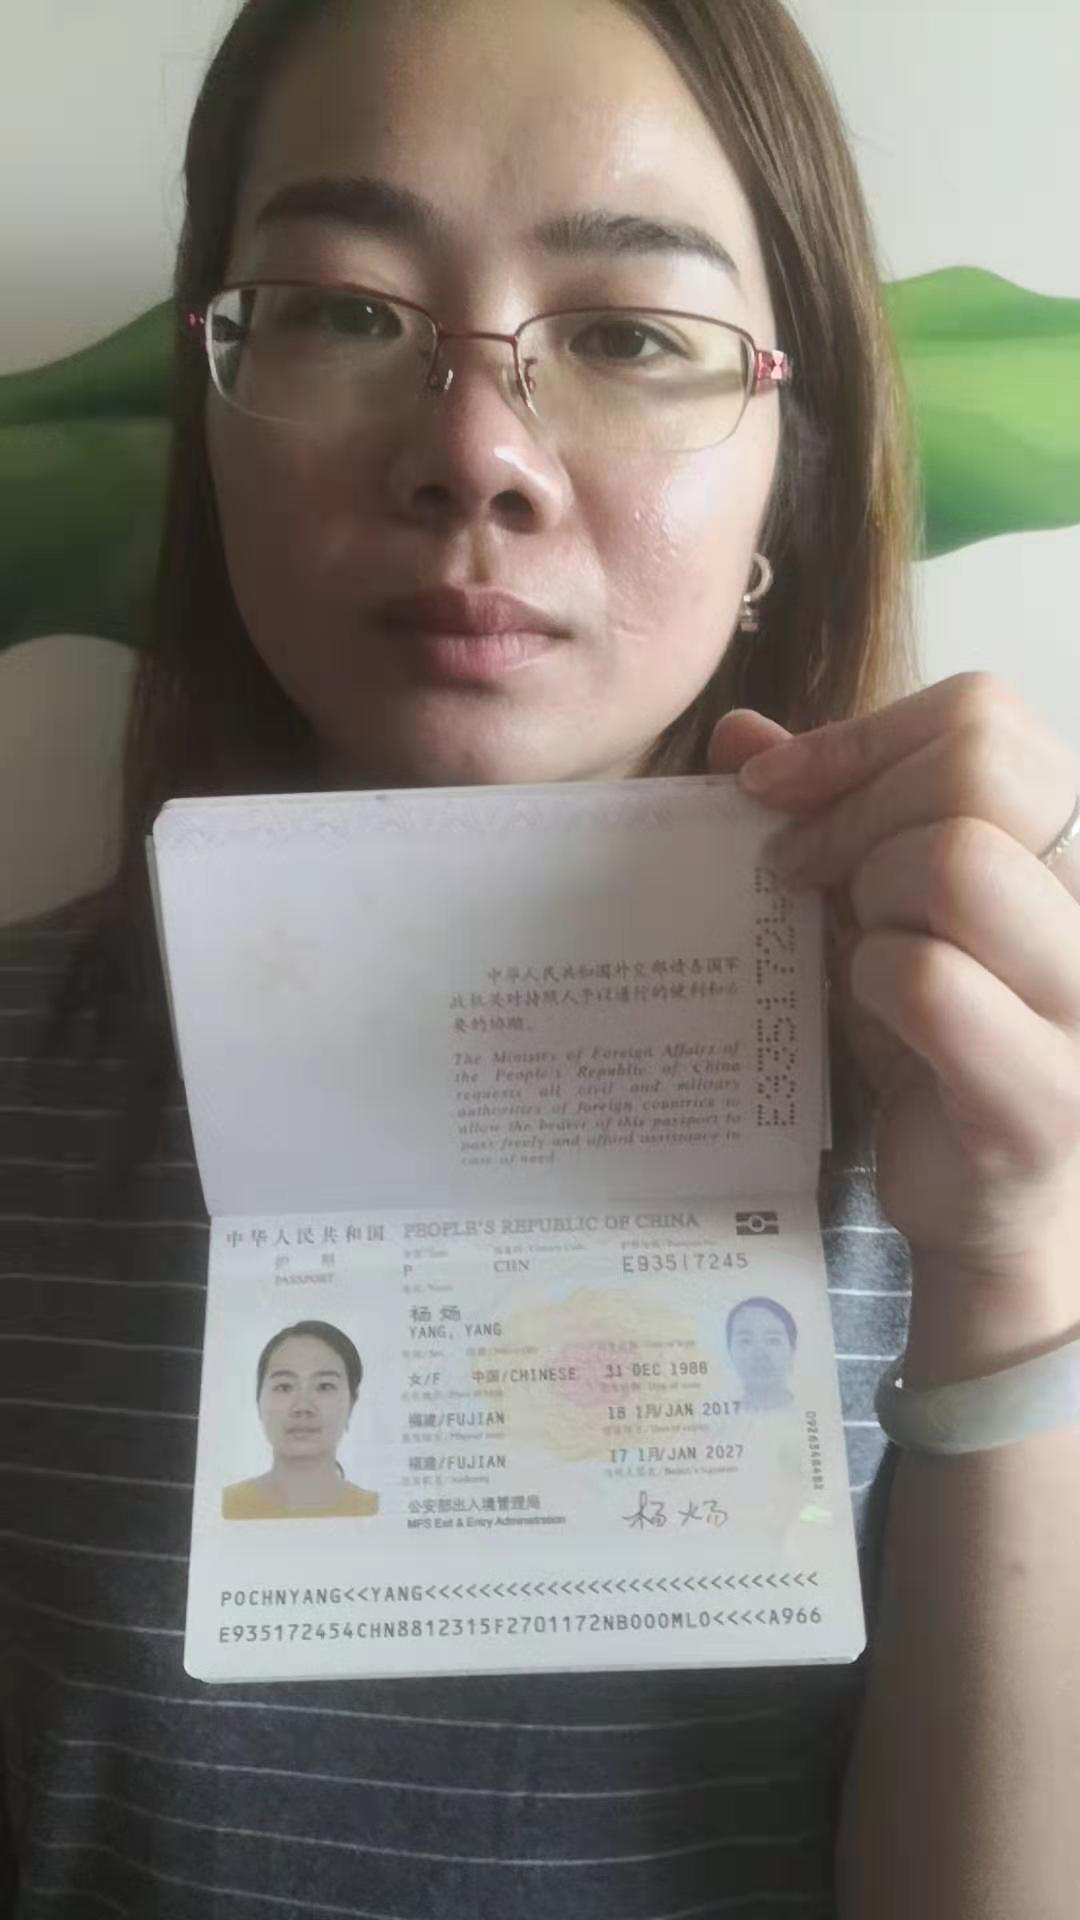 中华人民共和国外交部请各国军
政机关对持照人予以通行的便利和必
要的协助。
The Ministry of Foreign Affairs of
the People's Republic of China
requests all civil and military
authorities of foreign countries to
allow the bearer of this passport to
pass freely and afford assistance in
case of need
中华人民共和国 PEOPLE'S REPUBLIC OF CHINA
护 照
PASSPORT
P CHN E93517245
杨 炀
YANG, YANG
女/F 中国/CHINESE 31 DEC 1988
福建/FUJIAN 18 1月/JAN 2017
福建/FUJIAN 17 1月/JAN 2027
公安部出入境管理局
MPS Exit & Entry Administration
杨炀
POCHNYANG<<YANG<<<<<<<<<<<<<<<<<<<<<<<<<<<<<
E935172454CHN8812315F2701172NBOOOMLO<<<<A966